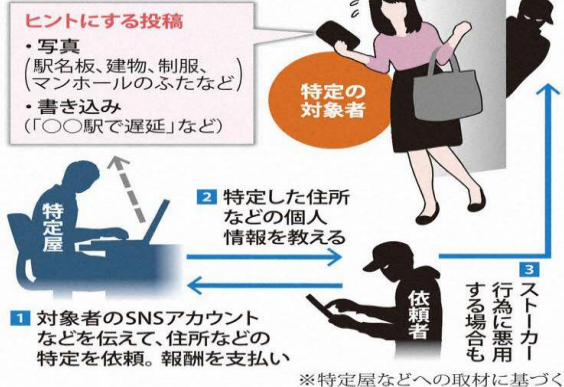 ヒントにする投稿
・写真
(駅名板、建物、制服、
マンホールのふたなど)
・書き込み
(「○○駅で遅延」など)
特定の
対象者
特定屋
2 特定した住所
などの個人
情報を教える
1 対象者のSNSアカウント
などを伝えて、住所などの
特定を依頼。報酬を支払い
依頼者
3 ストーカー
行為に悪用
する場合も
※特定屋などへの取材に基づく